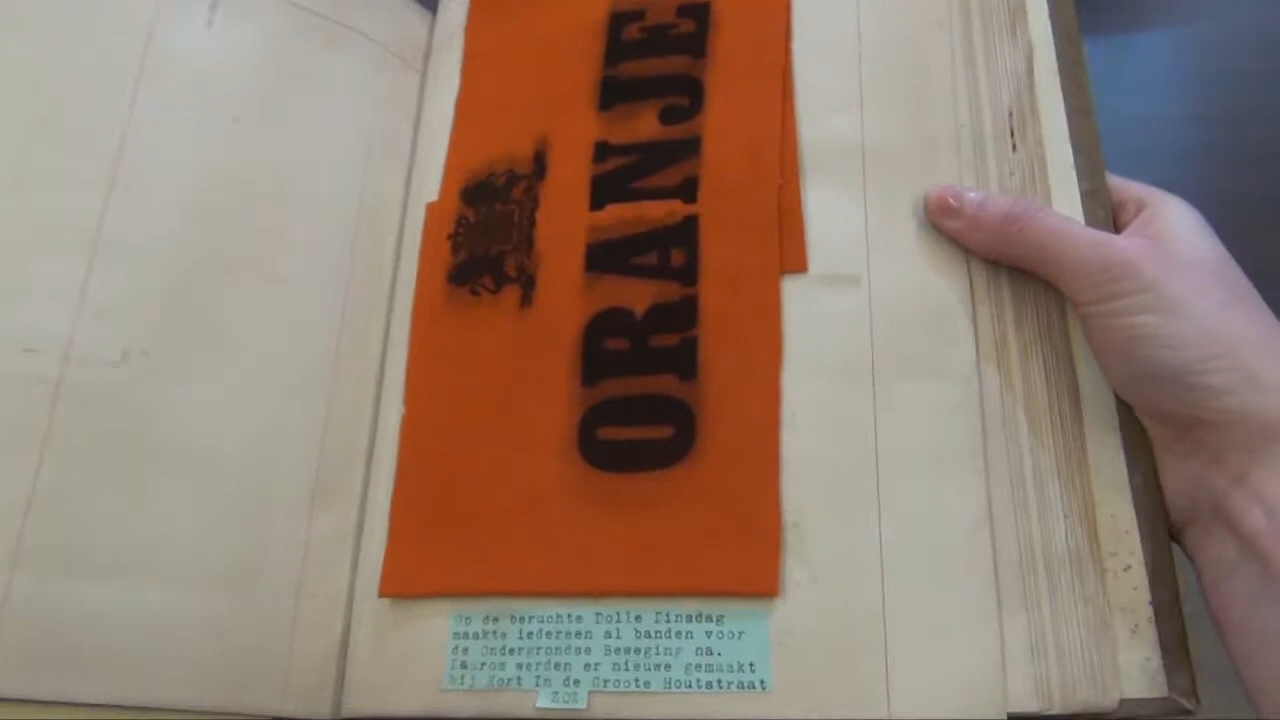 ORANJE
Op de beruchte Dolle Dinsdag
maakte iedereen al banden voor
de Ondergrondse Beweging na.
Daarom werden er nieuwe gemaakt
bij Kort In de Groote Houtstraat
ZOZ